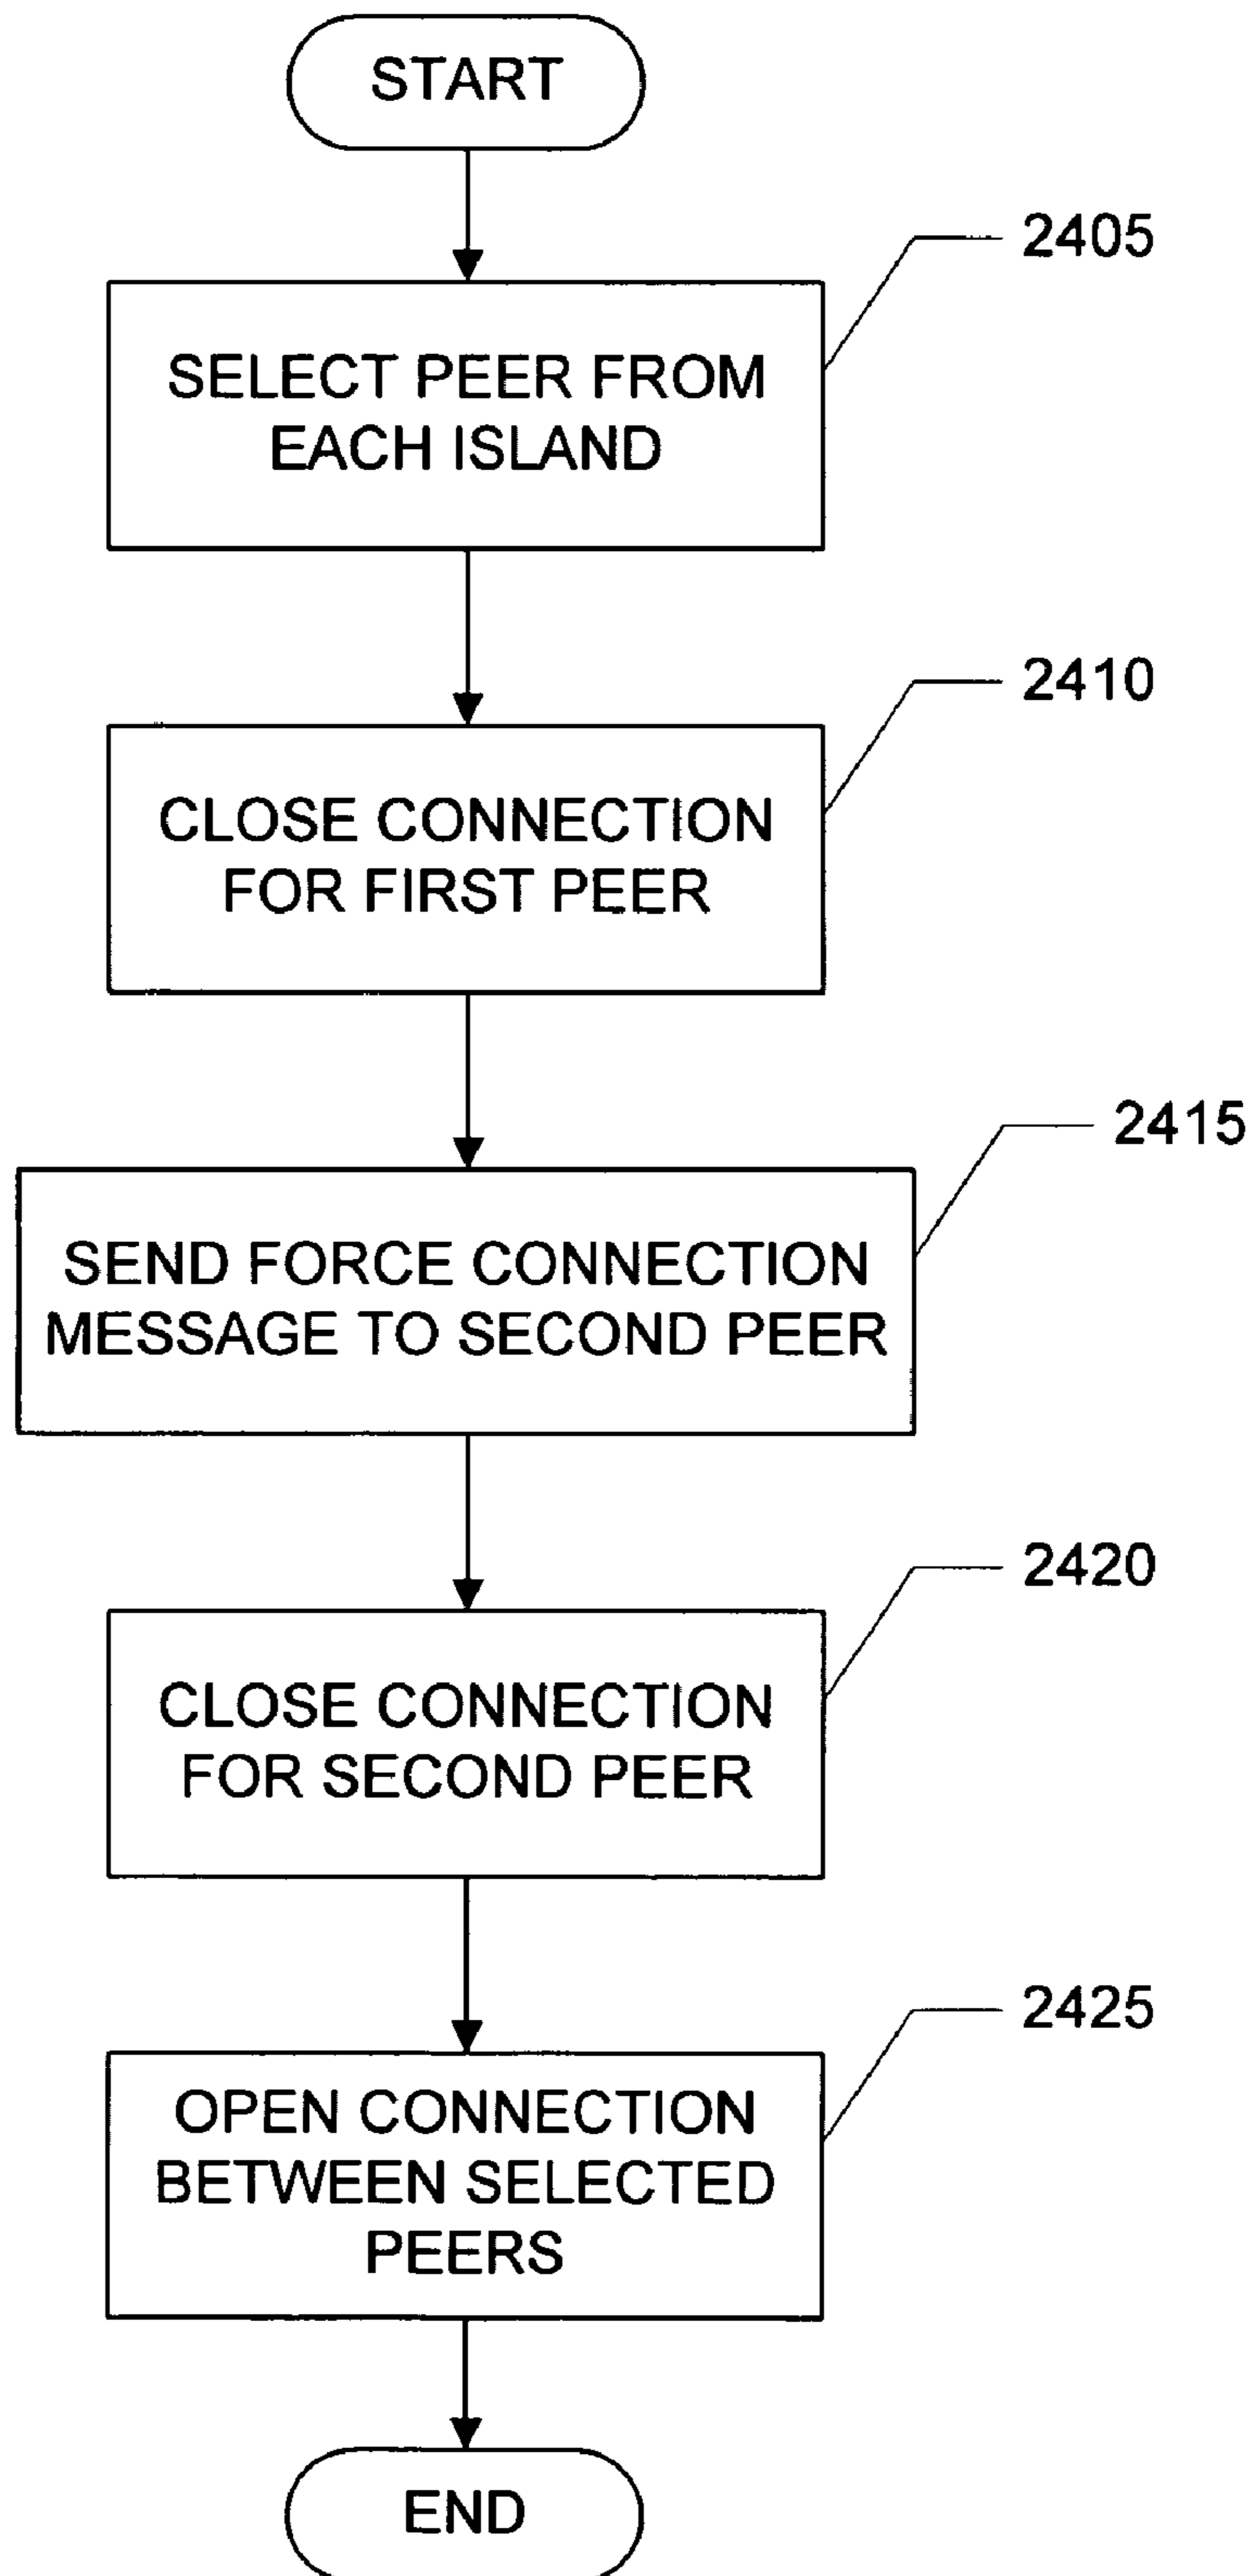 START
2405
SELECT PEER FROM
EACH ISLAND
2410
CLOSE CONNECTION
FOR FIRST PEER
2415
SEND FORCE CONNECTION
MESSAGE TO SECOND PEER
2420
CLOSE CONNECTION
FOR SECOND PEER
2425
OPEN CONNECTION
BETWEEN SELECTED
PEERS
END